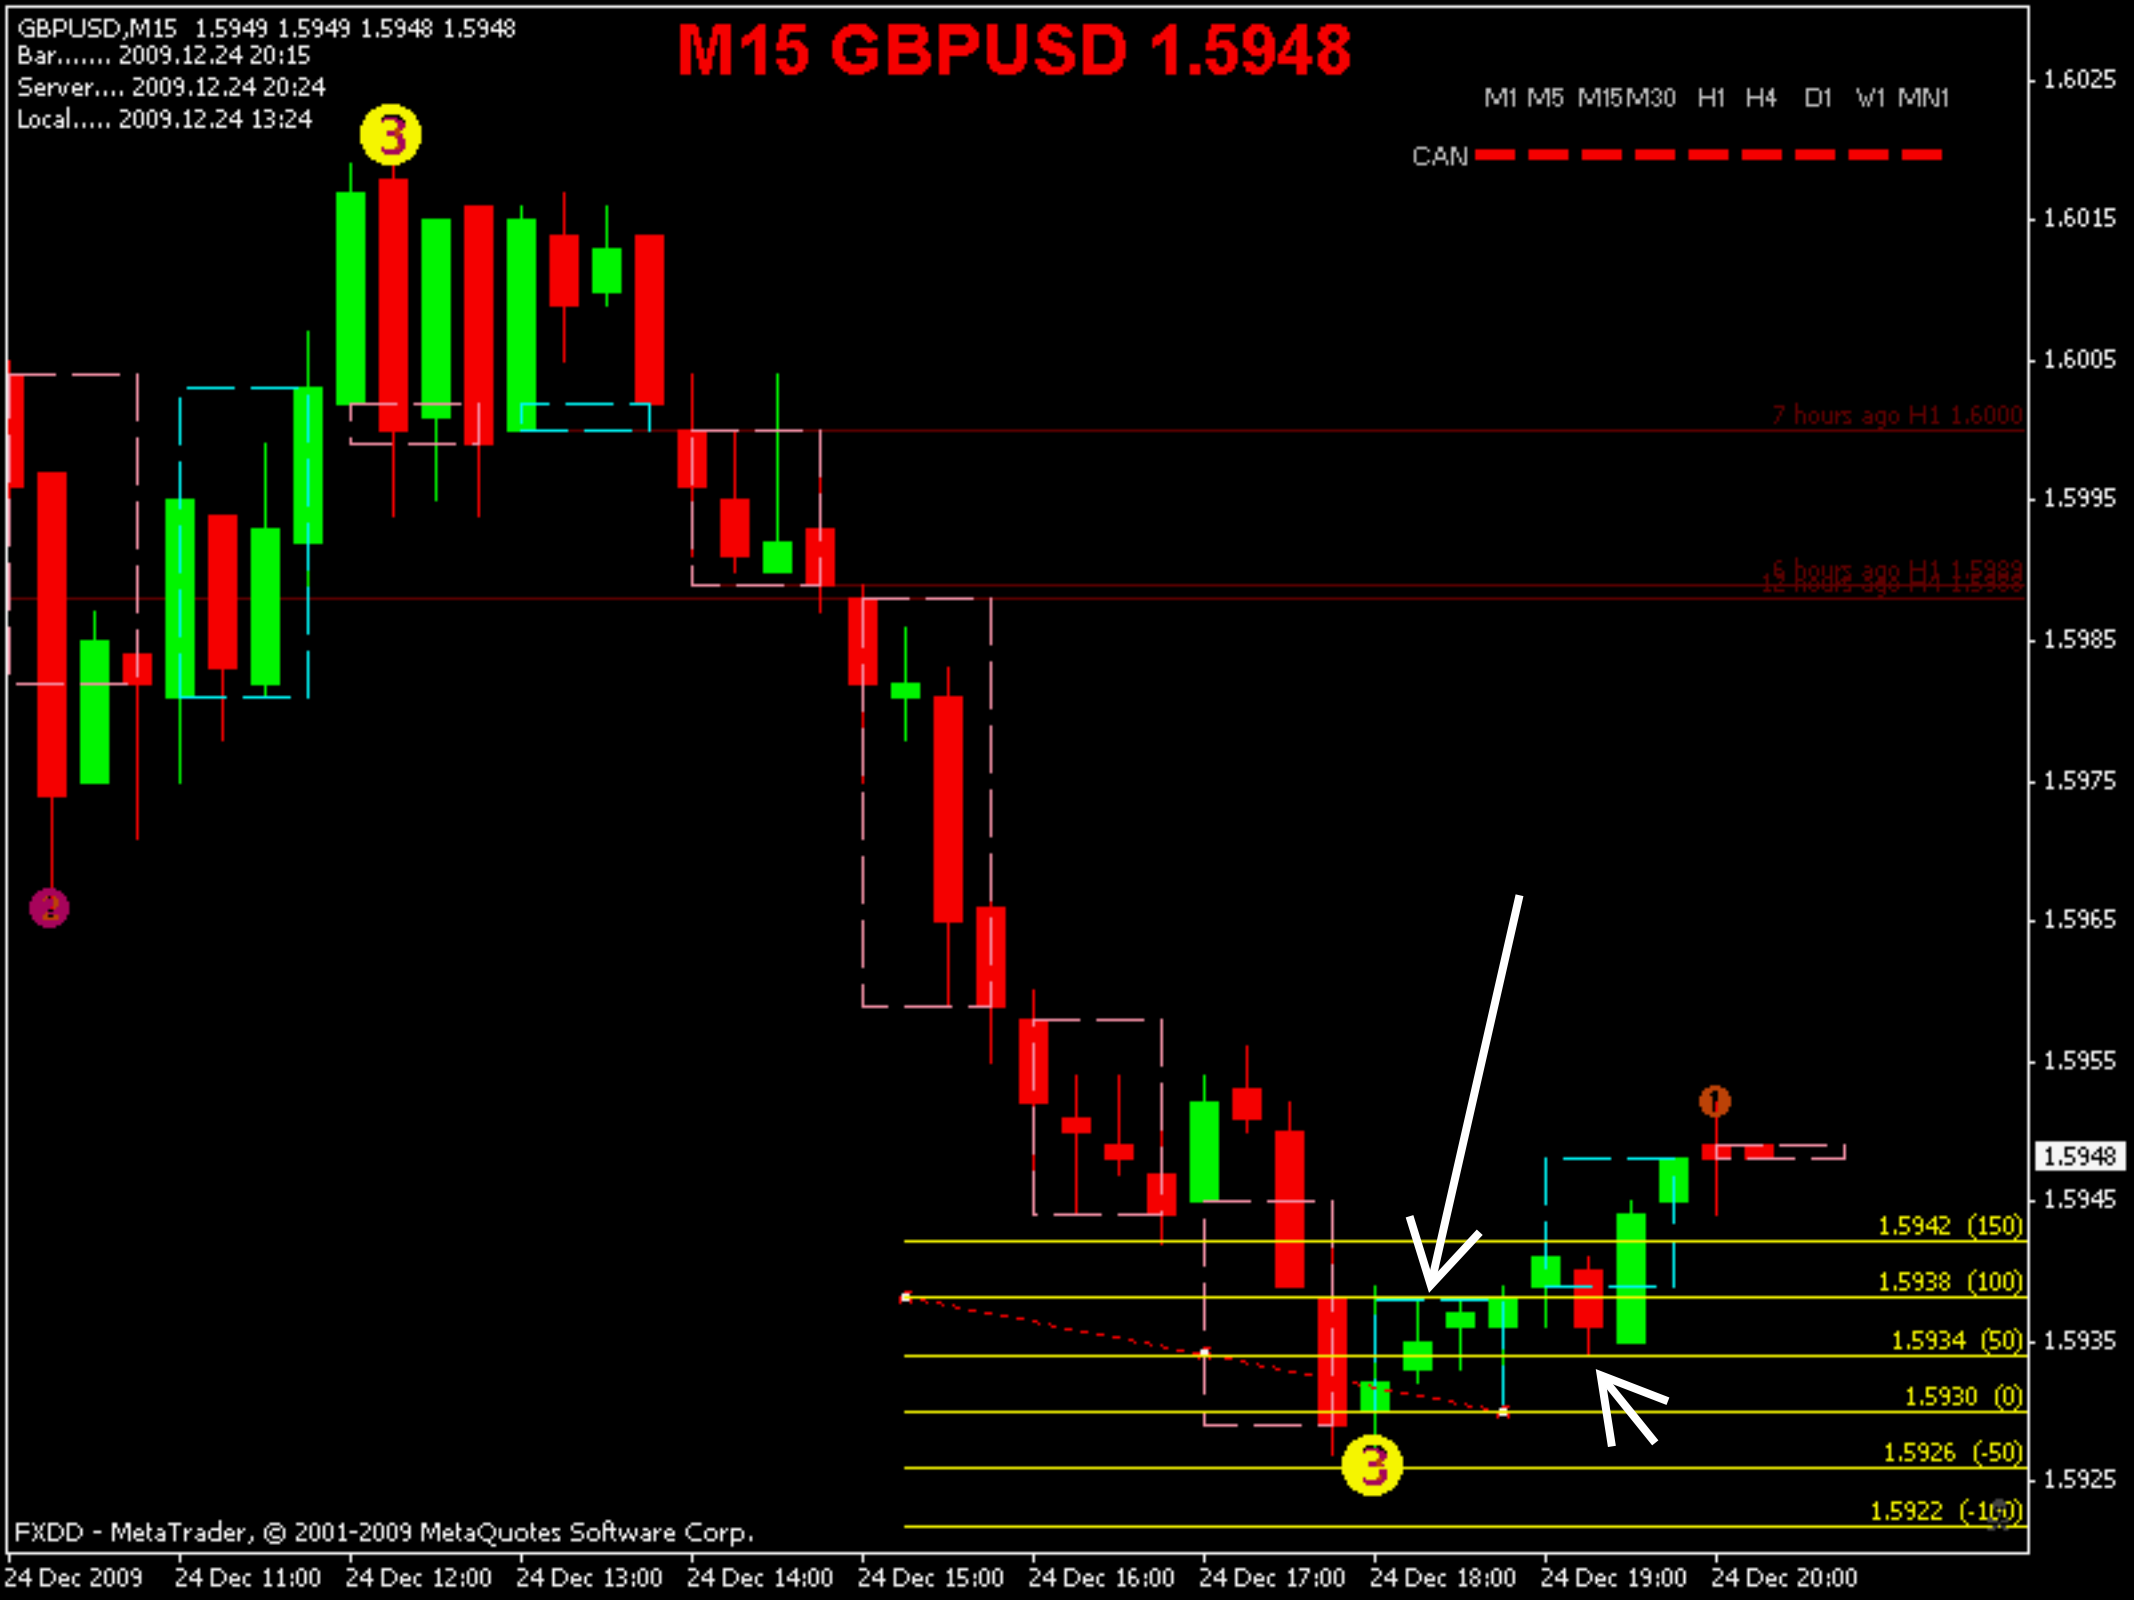 GBPUSD,M15 1.5949 1.5949 1.5948 1.5948
M15 GBPUSD 1.5948
Bar....... 2009.12.24 20:15
Server.... 2009.12.24 20:24
Local..... 2009.12.24 13:24
M1 M5 M15 M30 H1 H4 D1 W1 MN1
CAN
3
1.6025
1.6015
1.6005
7 hours ago H1 1.6000
1.5995
6 hours ago H1 1.5989
12 hours ago H4 1.5988
1.5985
1.5975
2
1.5965
1.5955
1
1.5948
1.5945
1.5942 (150)
1.5938 (100)
1.5934 (50)
1.5935
1.5930 (0)
1.5926 (-50)
3
1.5925
1.5922 (-100)
FXDD - MetaTrader, © 2001-2009 MetaQuotes Software Corp.
24 Dec 2009 24 Dec 11:00 24 Dec 12:00 24 Dec 13:00 24 Dec 14:00 24 Dec 15:00 24 Dec 16:00 24 Dec 17:00 24 Dec 18:00 24 Dec 19:00 24 Dec 20:00